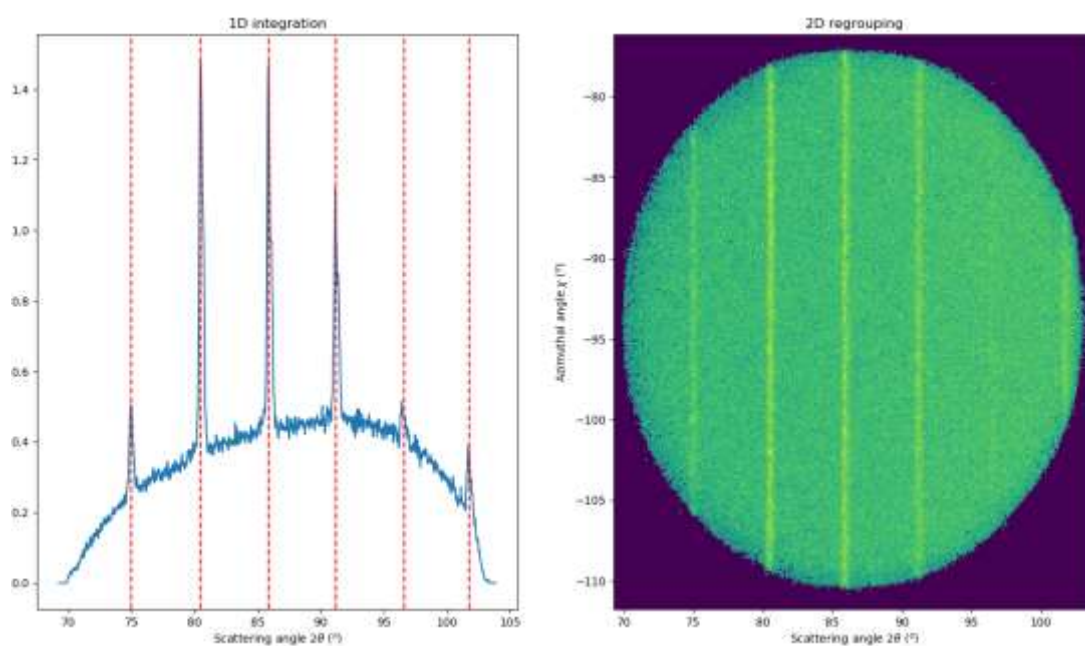 1D integration
1.4
1.2
1.0
0.8
0.6
0.4
0.2
0.0
70 75 80 85 90 95 100 105
Scattering angle 2θ (°)
2D regrouping
Azimuthal angle χ (°)
−80
−85
−90
−95
−100
−105
−110
70 75 80 85 90 95 100
Scattering angle 2θ (°)